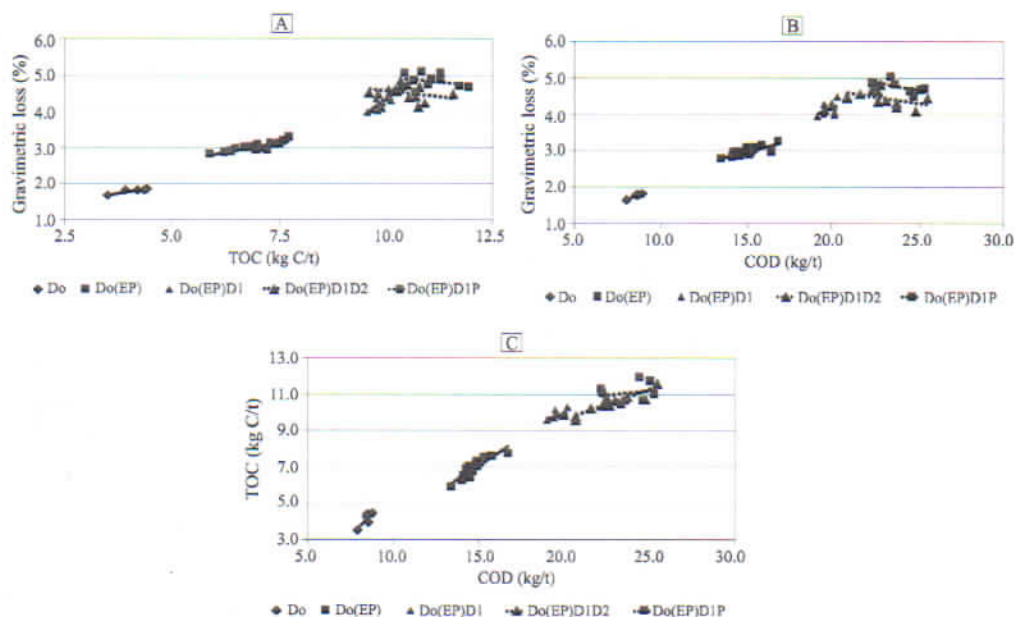 A
B
Gravimetric loss (%)
6.0
5.0
4.0
3.0
2.0
1.0
2.5 5.0 7.5 10.0 12.5
TOC (kg C/t)
Do Do(EP) Do(EP)D1 Do(EP)D1D2 Do(EP)D1P
Gravimetric loss (%)
6.0
5.0
4.0
3.0
2.0
1.0
5.0 10.0 15.0 20.0 25.0 30.0
COD (kg/t)
Do Do(EP) Do(EP)D1 Do(EP)D1D2 Do(EP)D1P
C
TOC (kg C/t)
13.0
11.0
9.0
7.0
5.0
3.0
5.0 10.0 15.0 20.0 25.0 30.0
COD (kg/t)
Do Do(EP) Do(EP)D1 Do(EP)D1D2 Do(EP)D1P